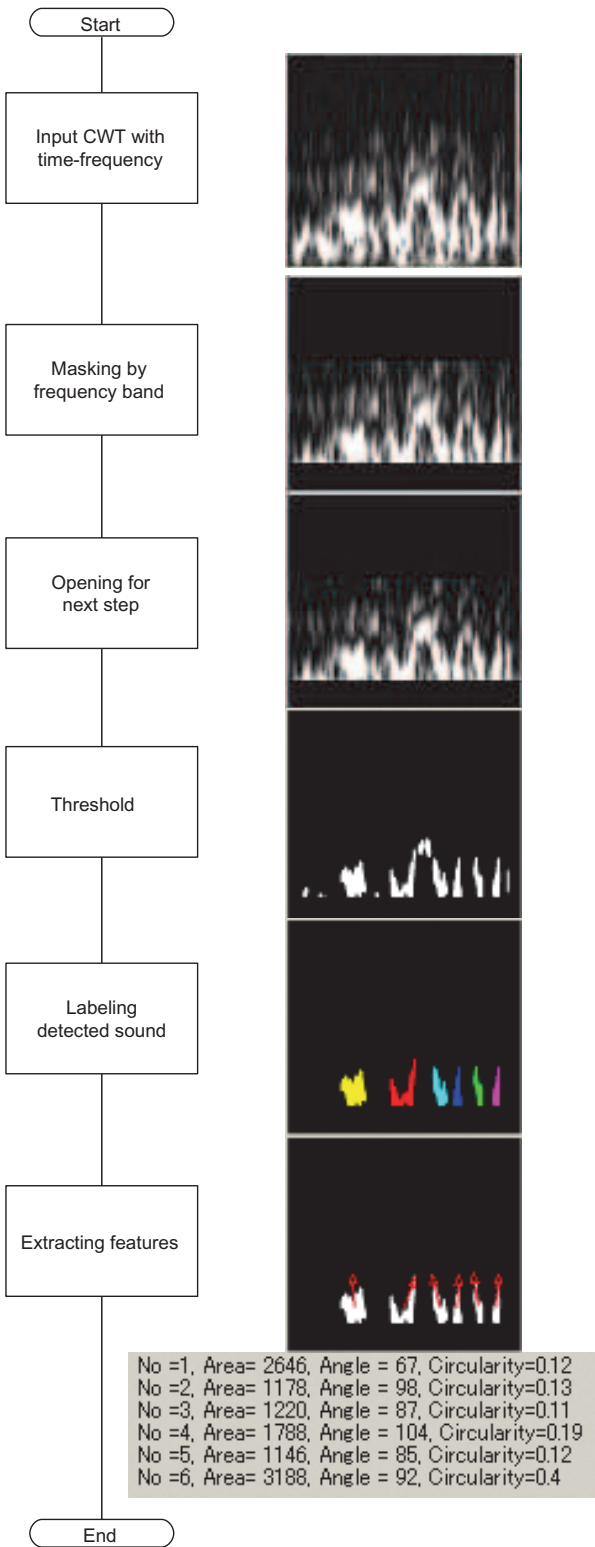 Start
Input CWT with
time-frequency
Masking by
frequency band
Opening for
next step
Threshold
Labeling
detected sound
Extracting features
No =1, Area= 2646, Angle = 67, Circularity=0.12
No =2, Area= 1178, Angle = 98, Circularity=0.13
No =3, Area= 1220, Angle = 87, Circularity=0.11
No =4, Area= 1788, Angle = 104, Circularity=0.19
No =5, Area= 1146, Angle = 85, Circularity=0.12
No =6, Area= 3188, Angle = 92, Circularity=0.4
End